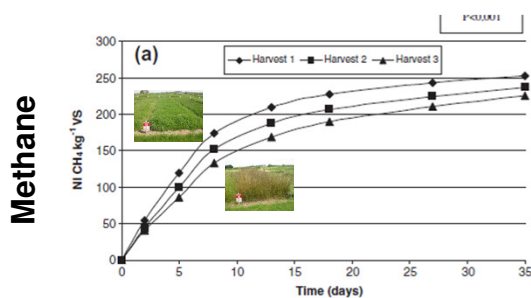 P<0,001
(a)
Harvest 1 Harvest 2 Harvest 3
Methane
Nl CH₄ kg⁻¹ VS
300
250
200
150
100
50
0
0 5 10 15 20 25 30 35
Time (days)